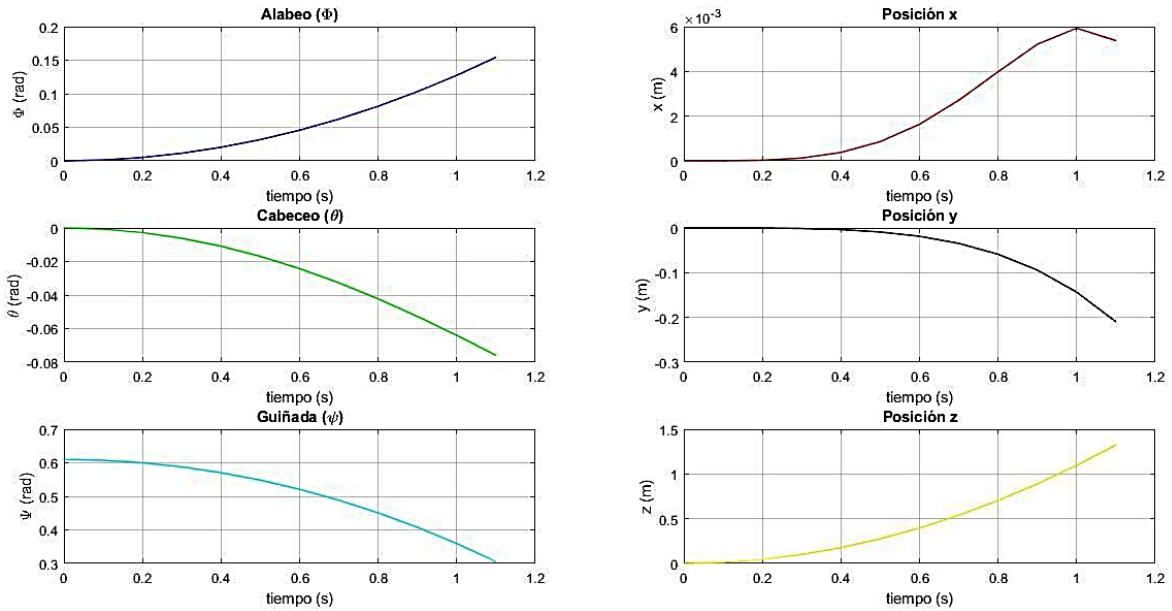 Alabeo (Φ)
0.2
0.15
0.1
0.05
0
Φ (rad)
0 0.2 0.4 0.6 0.8 1 1.2
tiempo (s)
Posición x
×10-3
6
4
2
0
x (m)
0 0.2 0.4 0.6 0.8 1 1.2
tiempo (s)
Cabeceo (θ)
0
-0.02
-0.04
-0.06
-0.08
θ (rad)
0 0.2 0.4 0.6 0.8 1 1.2
tiempo (s)
Posición y
0
-0.1
-0.2
-0.3
y (m)
0 0.2 0.4 0.6 0.8 1 1.2
tiempo (s)
Guiñada (ψ)
0.7
0.6
0.5
0.4
0.3
Ψ (rad)
0 0.2 0.4 0.6 0.8 1 1.2
tiempo (s)
Posición z
1.5
1
0.5
0
z (m)
0 0.2 0.4 0.6 0.8 1 1.2
tiempo (s)